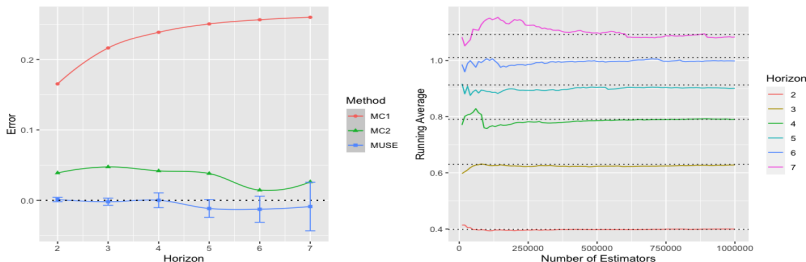 Error
0.2
0.1
0.0
2 3 4 5 6 7
Horizon
Method
MC1
MC2
MUSE
Running Average
1.0
0.8
0.6
0.4
0 250000 500000 750000 1000000
Number of Estimators
Horizon
2
3
4
5
6
7